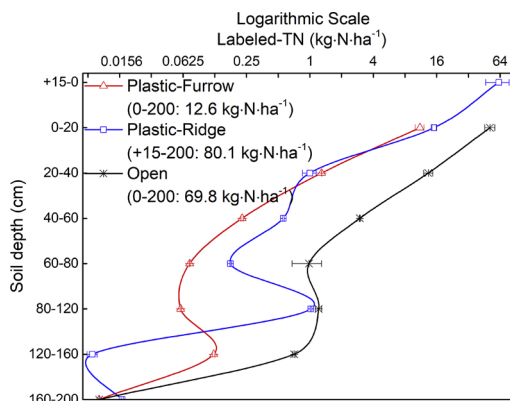 Logarithmic Scale
Labeled-TN (kg·N·ha⁻¹)
0.0156 0.0625 0.25 1 4 16 64
Soil depth (cm)
+15-0
0-20
20-40
40-60
60-80
80-120
120-160
160-200
Plastic-Furrow
(0-200: 12.6 kg·N·ha⁻¹)
Plastic-Ridge
(+15-200: 80.1 kg·N·ha⁻¹)
Open
(0-200: 69.8 kg·N·ha⁻¹)